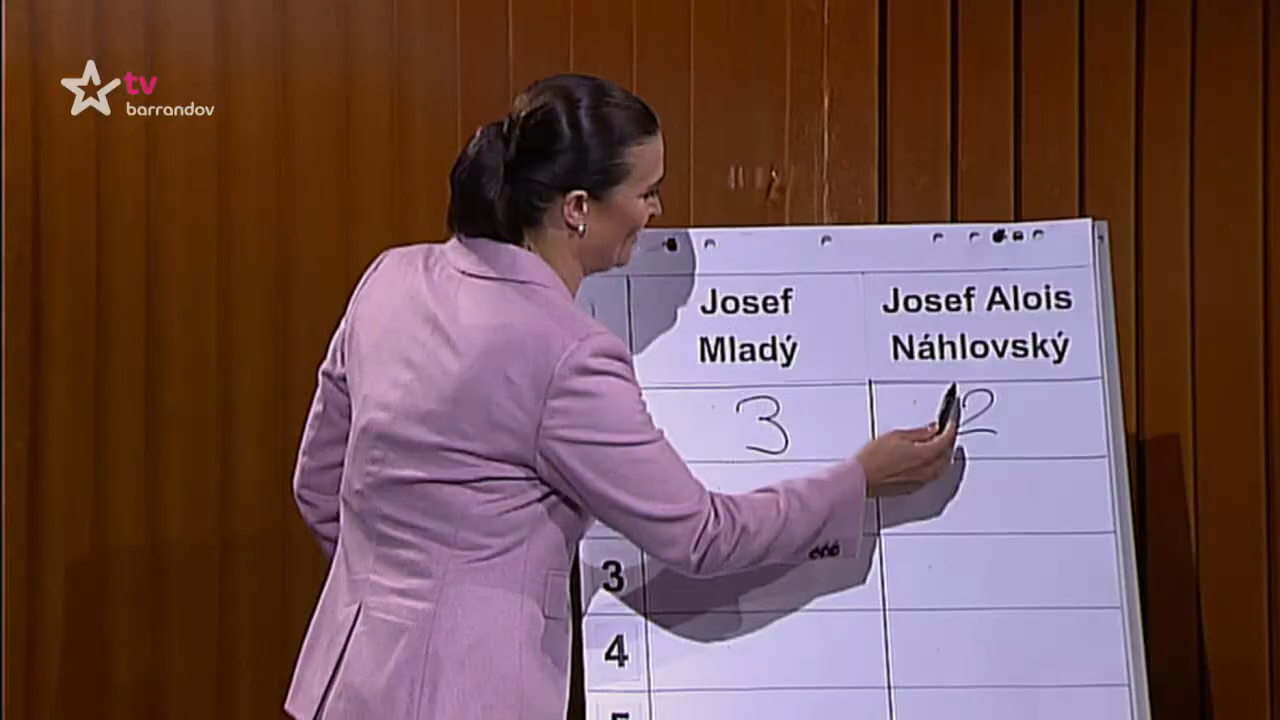 tv
barrandov
Josef
Mladý
Josef Alois
Náhlovský
3
2
3
4